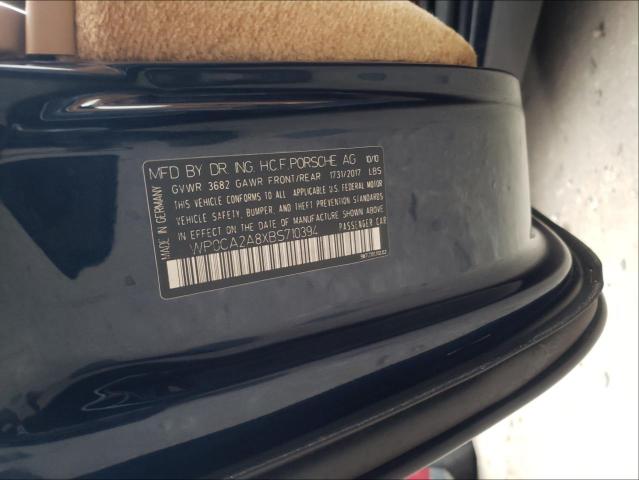 MFD BY DR. ING. H.C.F. PORSCHE AG 10/10
GVWR 3682 GAWR FRONT/REAR 1731/2017 LBS
THIS VEHICLE CONFORMS TO ALL APPLICABLE FEDERAL MOTOR
VEHICLE SAFETY, BUMPER, AND THEFT PREVENTION STANDARDS
IN EFFECT ON THE DATE OF MANUFACTURE SHOWN ABOVE.
WP0CA2A8XBS710394 PASSENGER CAR
MADE IN GERMANY